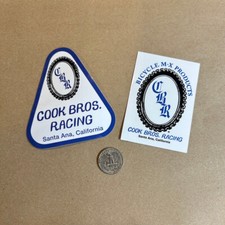 CBR
COOK BROS.
RACING
Santa Ana, California
BICYCLE M-X PRODUCTS
CBR
COOK BROS. RACING
Santa Ana, California